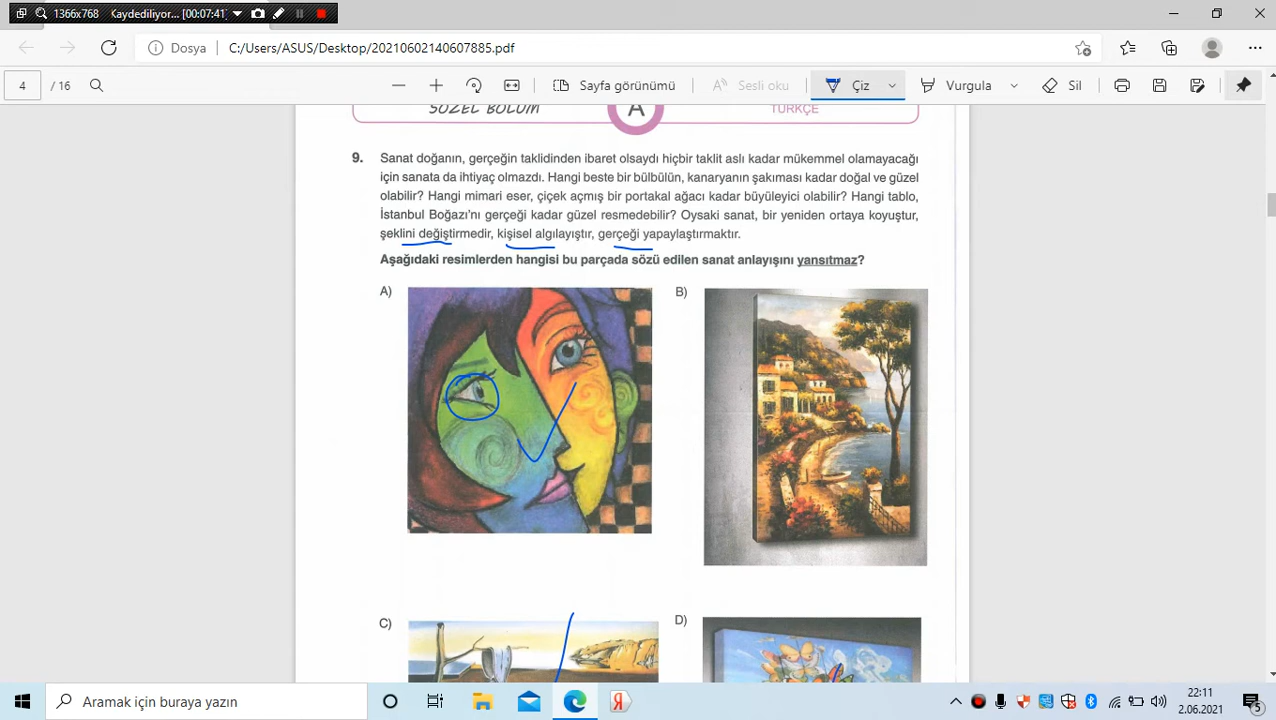 1366x768 Kaydediliyor... [00:07:41]
Dosya C:/Users/ASUS/Desktop/20210602140607885.pdf
4 / 16 Sayfa görünümü Sesli oku Çiz Vurgula Sil
SÖZEL BÖLÜM A TÜRKÇE
9. Sanat doğanın, gerçeğin taklidinden ibaret olsaydı hiçbir taklit aslı kadar mükemmel olamayacağı
için sanata da ihtiyaç olmazdı. Hangi beste bir bülbülün, kanaryanın şakıması kadar doğal ve güzel
olabilir? Hangi mimari eser, çiçek açmış bir portakal ağacı kadar büyüleyici olabilir? Hangi tablo,
İstanbul Boğazı'nı gerçeği kadar güzel resmedebilir? Oysaki sanat, bir yeniden ortaya koyuştur,
şeklini değiştirmedir, kişisel algılayıştır, gerçeği yapaylaştırmaktır.
Aşağıdaki resimlerden hangisi bu parçada sözü edilen sanat anlayışını yansıtmaz?
A) B)
C) D)
Aramak için buraya yazın
22:11
2.06.2021
5